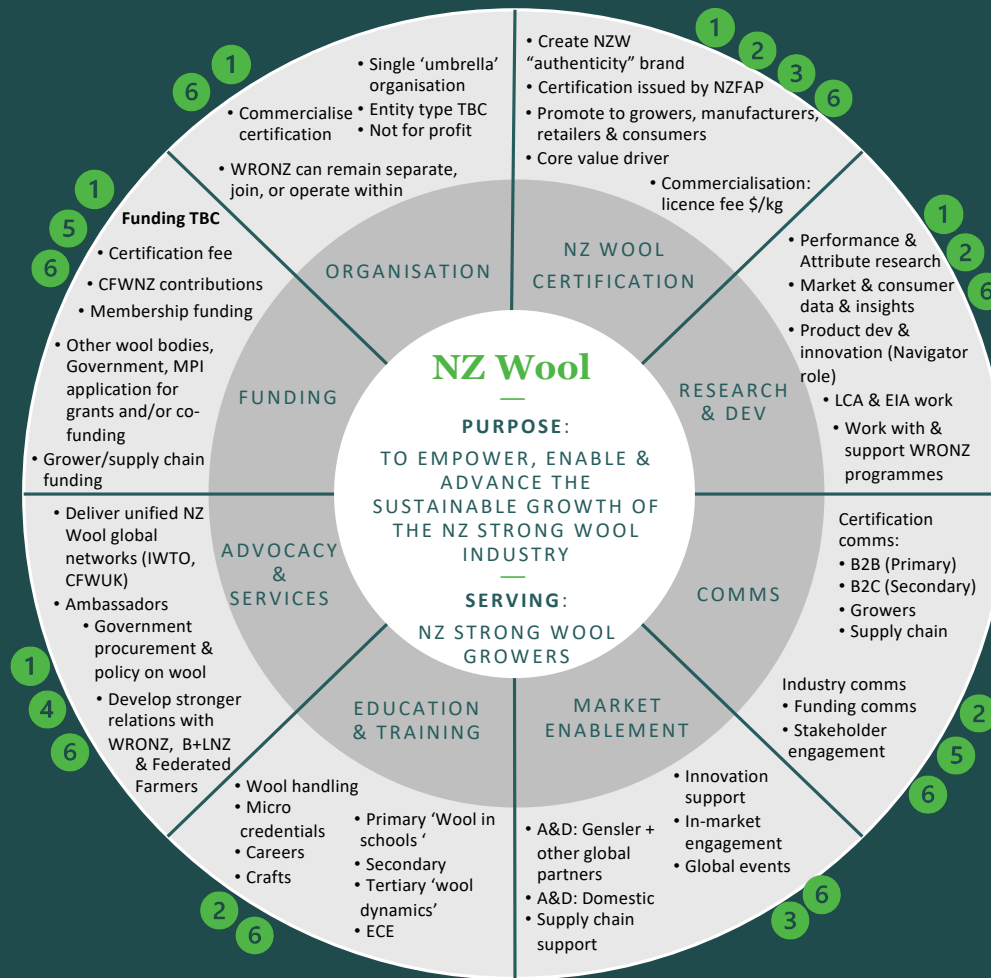 1
6
• Single ‘umbrella’
organisation
• Entity type TBC
• Not for profit
• Commercialise
certification
• WRONZ can remain separate,
join, or operate within
ORGANISATION
1
2
3
6
• Create NZW
“authenticity” brand
• Certification issued by NZFAP
• Promote to growers, manufacturers,
retailers & consumers
• Core value driver
• Commercialisation:
licence fee $/kg
NZ WOOL
CERTIFICATION
1
2
6
• Performance &
Attribute research
• Market & consumer
data & insights
• Product dev &
innovation (Navigator
role)
• LCA & EIA work
• Work with &
support WRONZ
programmes
RESEARCH
& DEV
Certification
comms:
• B2B (Primary)
• B2C (Secondary)
• Growers
• Supply chain
Industry comms
• Funding comms
• Stakeholder
engagement
COMMS
2
5
6
MARKET
ENABLEMENT
• Innovation
support
• In-market
engagement
• Global events
• A&D: Gensler +
other global
partners
• A&D: Domestic
• Supply chain
support
6
3
EDUCATION
& TRAINING
• Wool handling
• Micro
credentials
• Careers
• Crafts
• Primary ‘Wool in
schools ‘
• Secondary
• Tertiary ‘wool
dynamics’
• ECE
2
6
ADVOCACY
&
SERVICES
• Deliver unified NZ
Wool global
networks (IWTO,
CFWUK)
• Ambassadors
• Government
procurement &
policy on wool
• Develop stronger
relations with
WRONZ, B+LNZ
& Federated
Farmers
1
4
6
FUNDING
1
5
6
Funding TBC
• Certification fee
• CFWNZ contributions
• Membership funding
• Other wool bodies,
Government, MPI
application for
grants and/or co-
funding
• Grower/supply chain
funding
NZ Wool
PURPOSE:
TO EMPOWER, ENABLE &
ADVANCE THE
SUSTAINABLE GROWTH OF
THE NZ STRONG WOOL
INDUSTRY
SERVING:
NZ STRONG WOOL
GROWERS